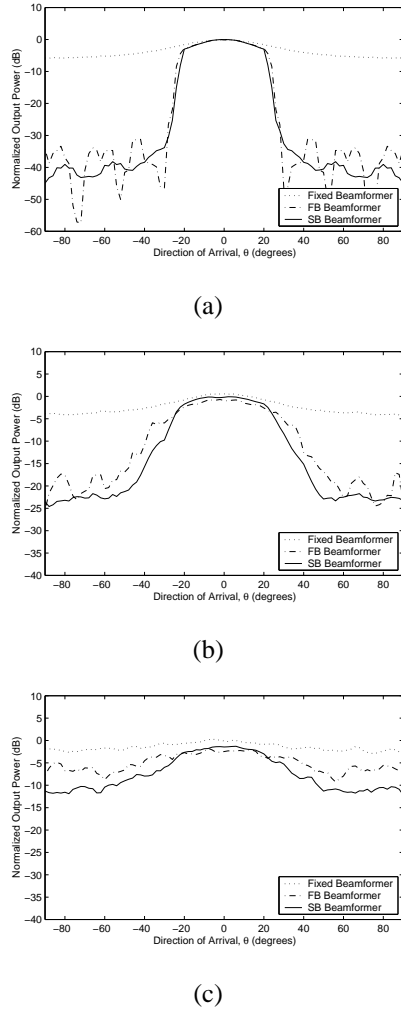 10
0
−10
−20
−30
−40
−50
−60
Normalized Output Power (dB)
−80 −60 −40 −20 0 20 40 60 80
Direction of Arrival, θ (degrees)
Fixed Beamformer
FB Beamformer
SB Beamformer
(a)
10
5
0
−5
−10
−15
−20
−25
−30
−35
−40
Normalized Output Power (dB)
−80 −60 −40 −20 0 20 40 60 80
Direction of Arrival, θ (degrees)
Fixed Beamformer
FB Beamformer
SB Beamformer
(b)
10
5
0
−5
−10
−15
−20
−25
−30
−35
−40
Normalized Output Power (dB)
−80 −60 −40 −20 0 20 40 60 80
Direction of Arrival, θ (degrees)
Fixed Beamformer
FB Beamformer
SB Beamformer
(c)